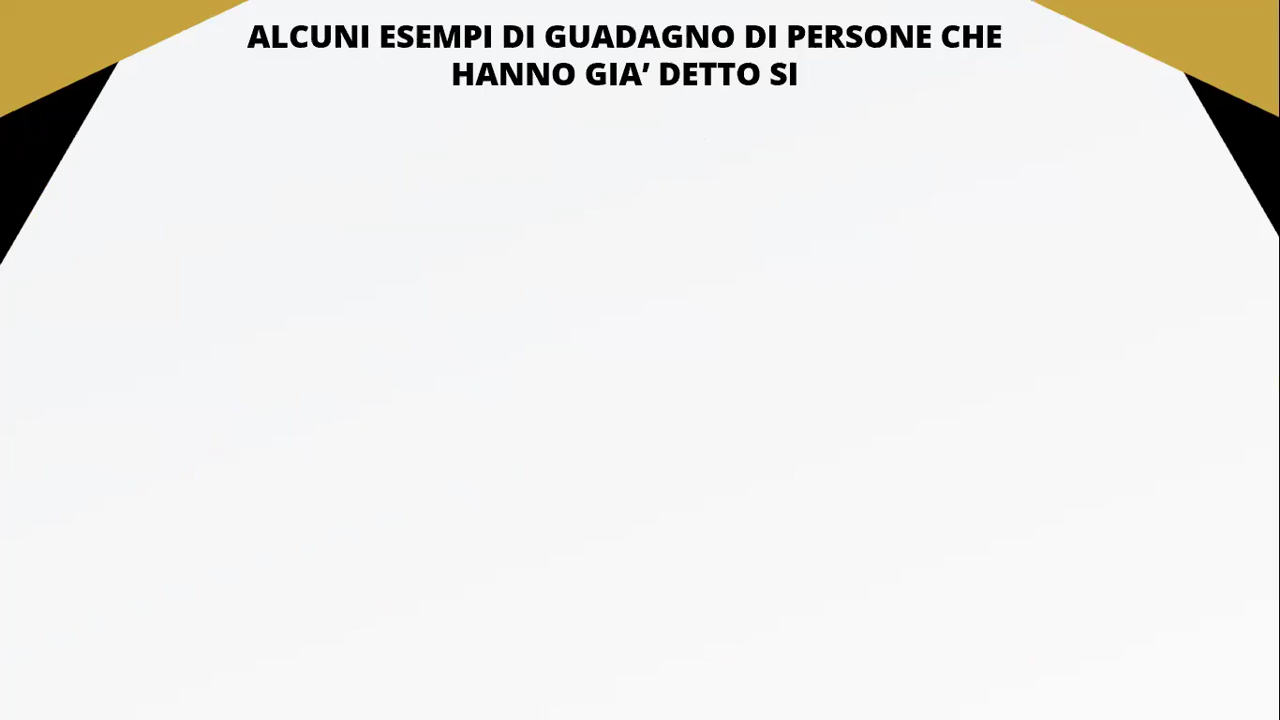 ALCUNI ESEMPI DI GUADAGNO DI PERSONE CHE
HANNO GIA’ DETTO SI